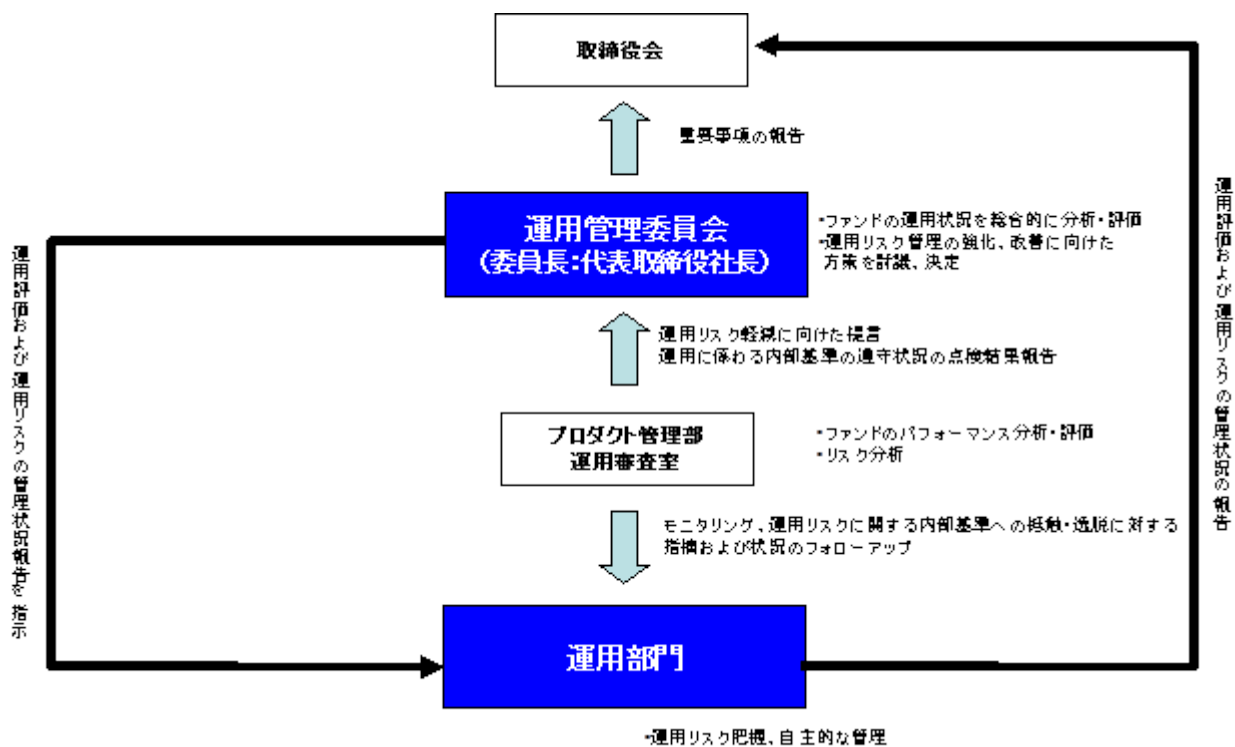 取締役会
重要事項の報告
運用管理委員会
(委員長:代表取締役社長)
・ファンドの運用状況を総合的に分析・評価
・運用リスク管理の強化、改善に向けた
方策を討議、決定
運用リスク軽減に向けた提言
運用に係わる内部基準の遵守状況の点検結果報告
プロダクト管理部
運用審査室
・ファンドのパフォーマンス分析・評価
・リスク分析
モニタリング、運用リスクに関する内部基準への抵触・逸脱に対する
指摘および状況のフォローアップ
運用部門
・運用リスク把握、自主的な管理
運用評価および運用リスクの管理状況報告を指示
運用評価および運用リスクの管理状況の報告